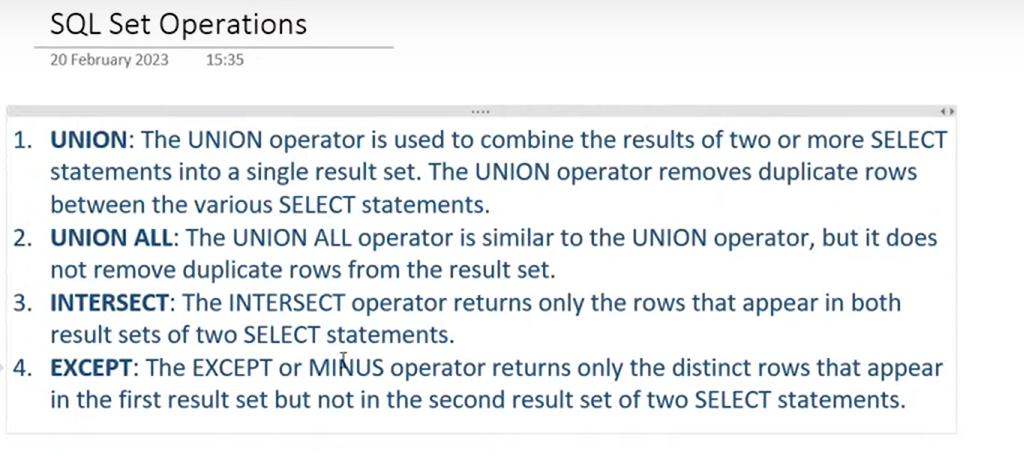 SQL Set Operations
20 February 2023 15:35
1. UNION: The UNION operator is used to combine the results of two or more SELECT
statements into a single result set. The UNION operator removes duplicate rows
between the various SELECT statements.
2. UNION ALL: The UNION ALL operator is similar to the UNION operator, but it does
not remove duplicate rows from the result set.
3. INTERSECT: The INTERSECT operator returns only the rows that appear in both
result sets of two SELECT statements.
4. EXCEPT: The EXCEPT or MINUS operator returns only the distinct rows that appear
in the first result set but not in the second result set of two SELECT statements.